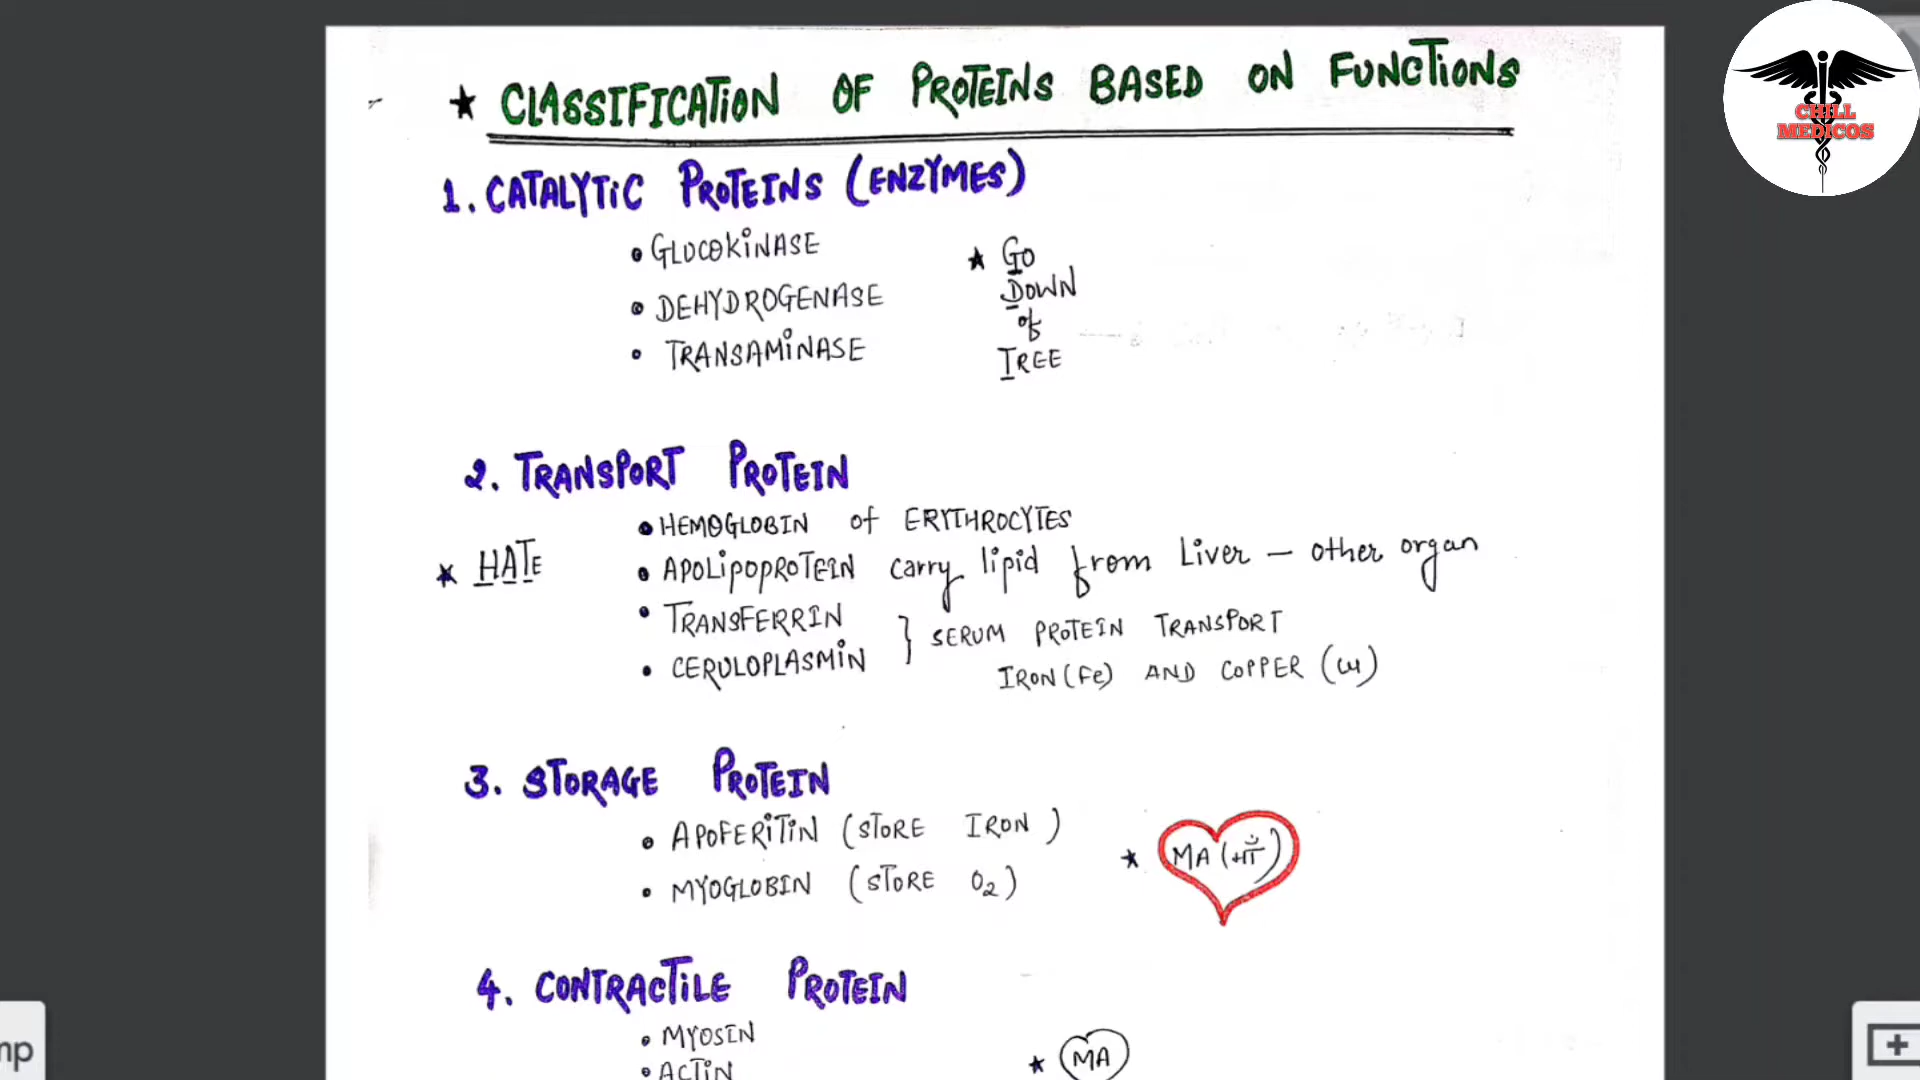 ★ CLASSIFICATION OF PROTEINS BASED ON FUNCTIONS
CHILL
MEDICOS
1. CATALYTIC PROTEINS (ENZYMES)
• GLUCOKINASE
• DEHYDROGENASE
• TRANSAMINASE
★ GO
DOWN
of
TREE
2. TRANSPORT PROTEIN
★ HATE
• HEMOGLOBIN of ERYTHROCYTES
• APOLIPOPROTEIN carry lipid from Liver – other organ
• TRANSFERRIN
• CERULOPLASMIN
} SERUM PROTEIN TRANSPORT
IRON (Fe) AND COPPER (Cu)
3. STORAGE PROTEIN
• APOFERITIN (STORE IRON)
• MYOGLOBIN (STORE O2)
★ MA (माँ)
4. CONTRACTILE PROTEIN
• MYOSIN
• ACTIN
★ MA
mp